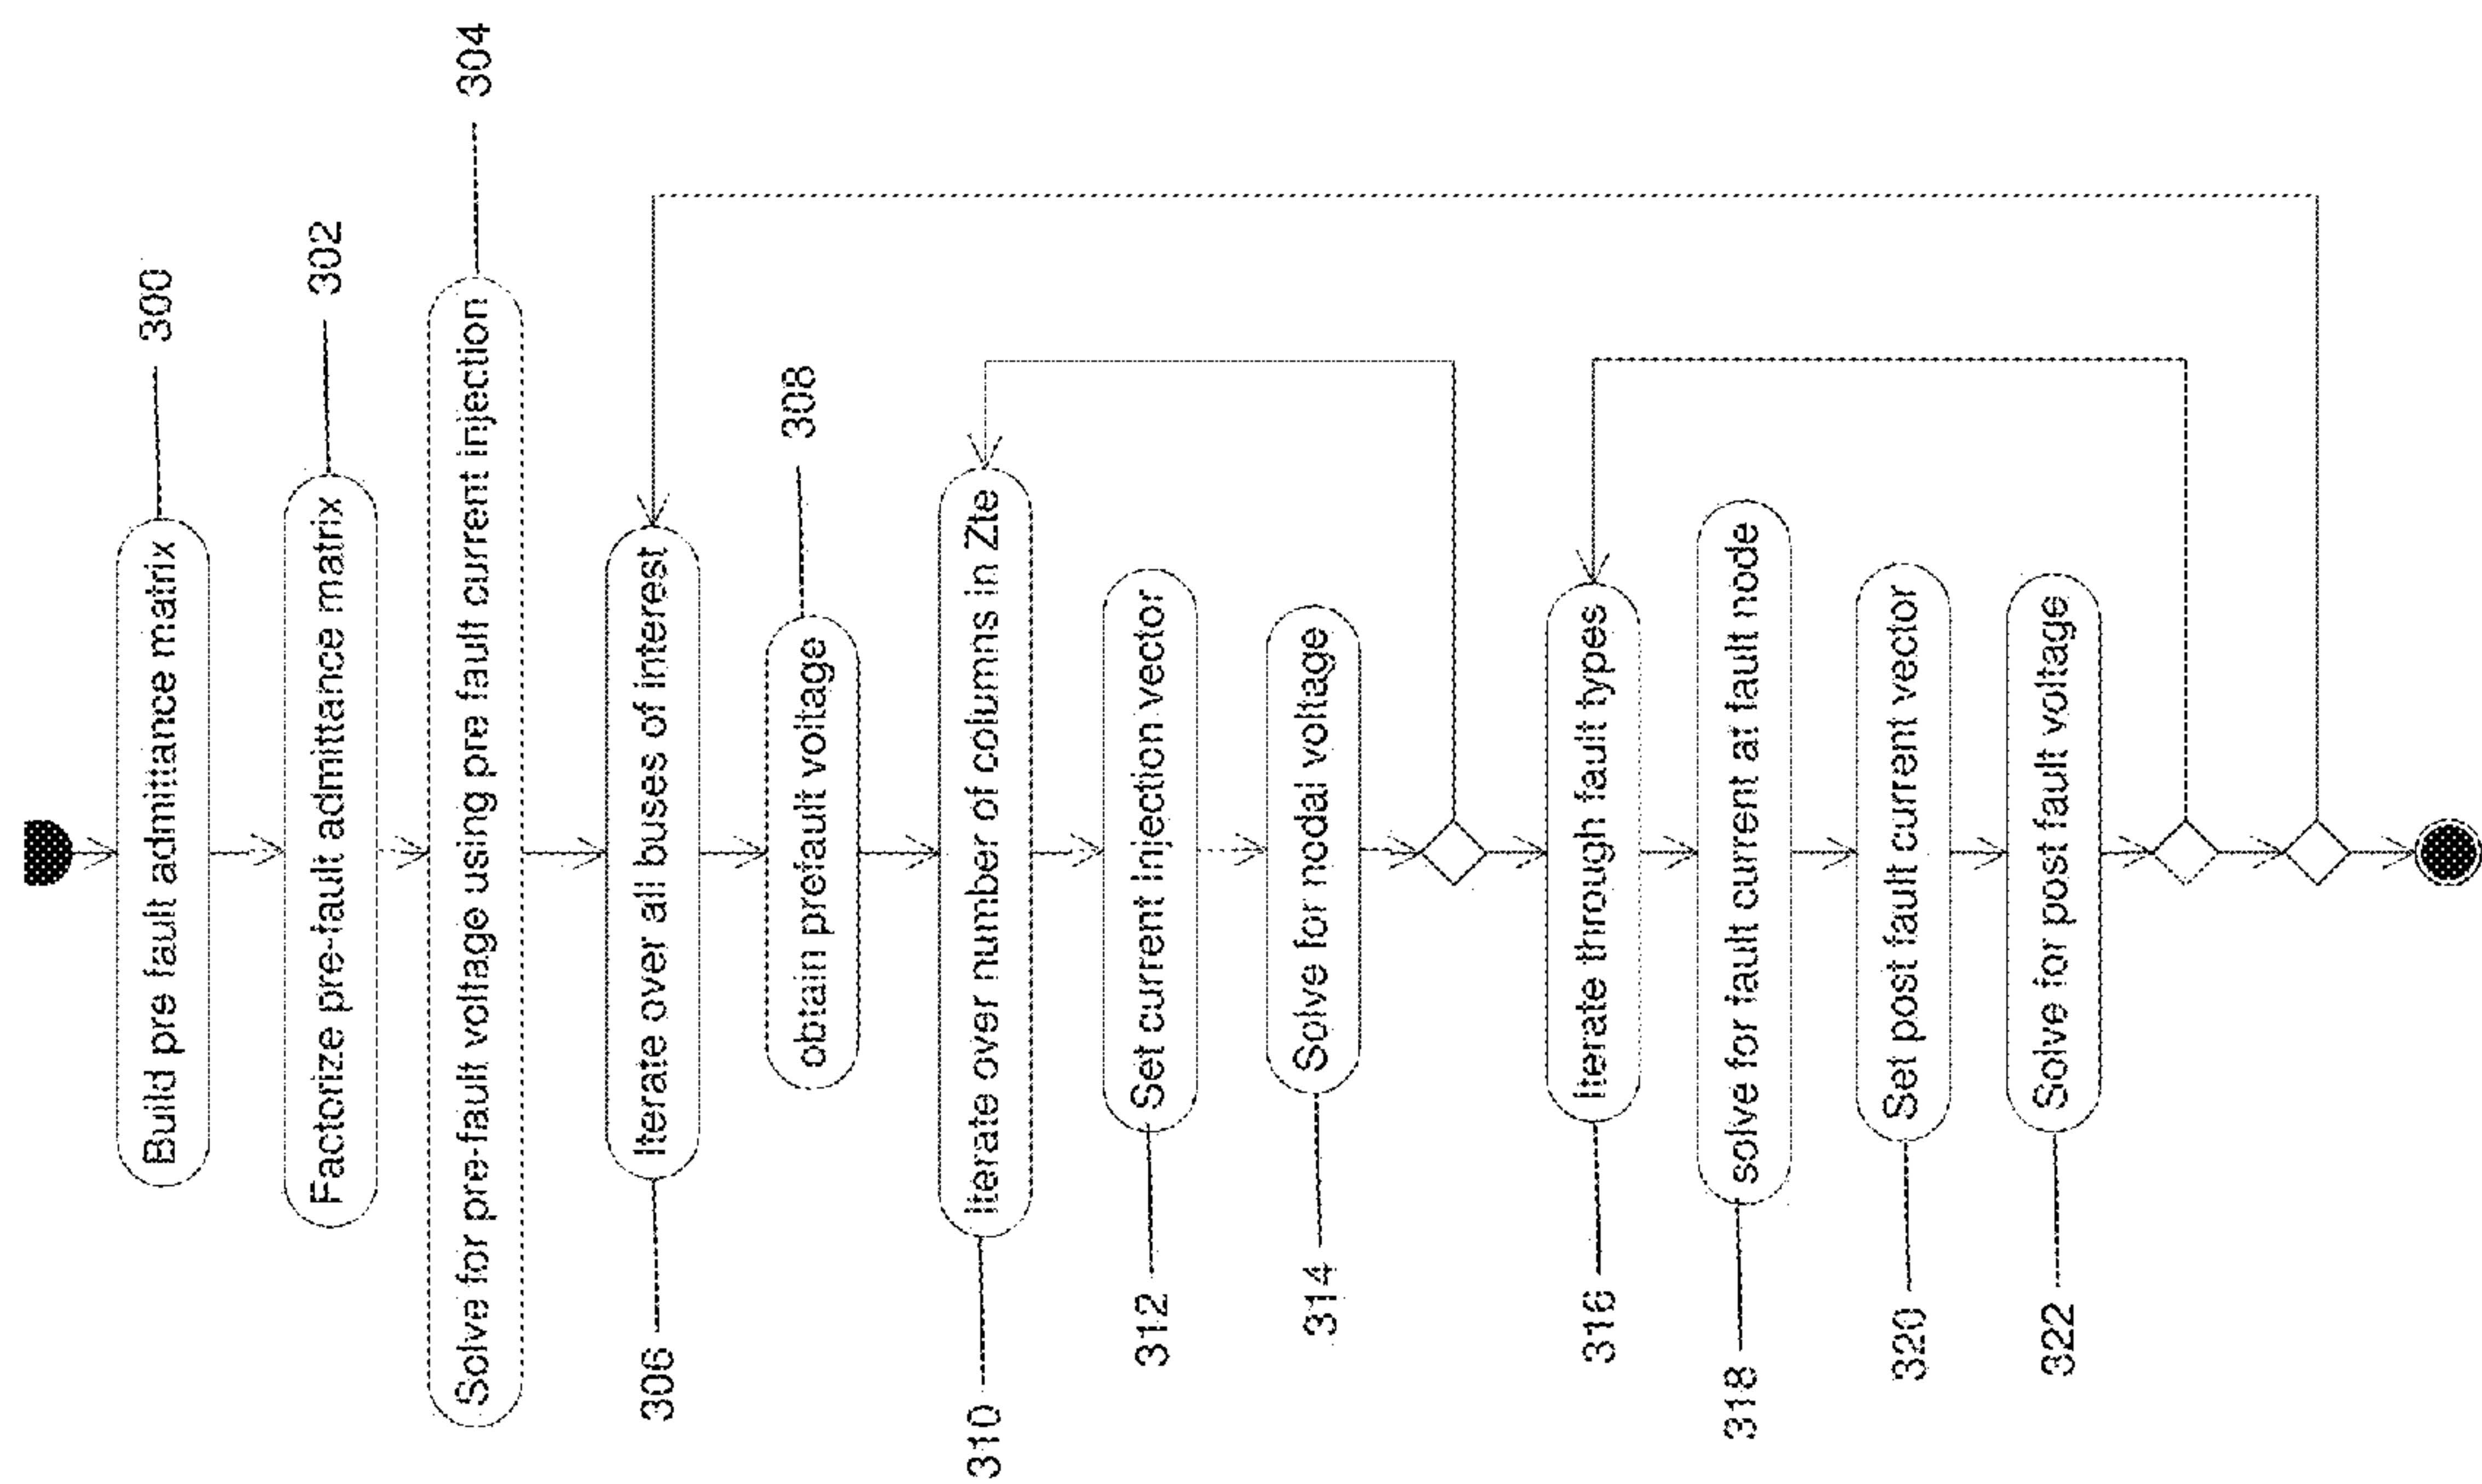 Build pre fault admittance matrix
300
Factorize pre-fault admittance matrix
302
Solve for pre-fault voltage using pre fault current injection
304
306
Iterate over all buses of interest
obtain prefault voltage
308
310
Iterate over number of columns in Zte
312
Set current injection vector
314
Solve for nodal voltage
316
Iterate through fault types
318
solve for fault current at fault node
320
Set post fault current vector
322
Solve for post fault voltage